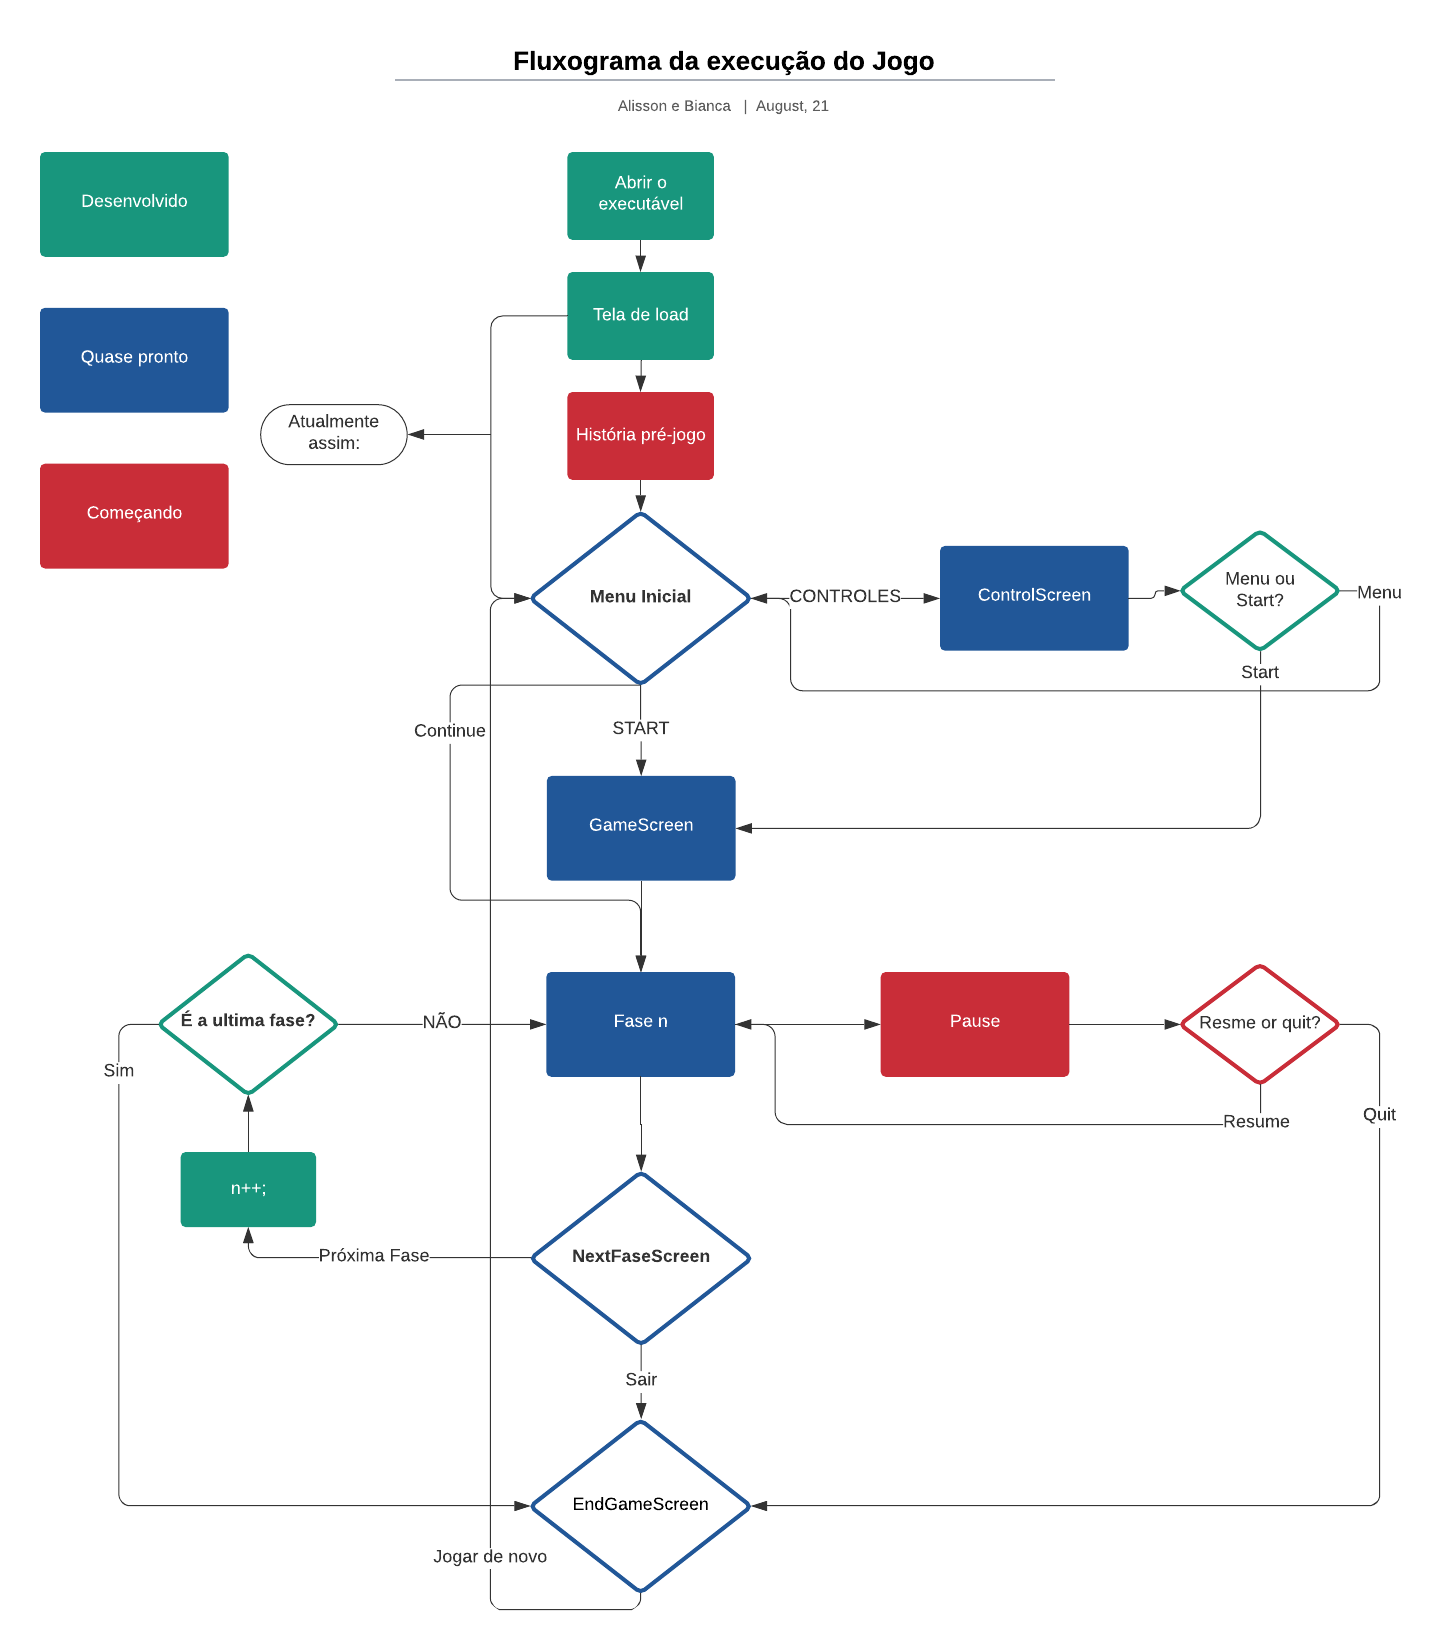 Fluxograma da execução do Jogo
Alisson e Bianca | August, 21
Desenvolvido
Abrir o
executável
Tela de load
Quase pronto
Atualmente
assim:
História pré-jogo
Começando
Menu Inicial
CONTROLES
ControlScreen
Menu ou
Start?
Menu
Start
Continue
START
GameScreen
É a ultima fase?
NÃO
Fase n
Pause
Resme or quit?
Sim
Resume
Quit
n++;
Próxima Fase
NextFaseScreen
Sair
EndGameScreen
Jogar de novo